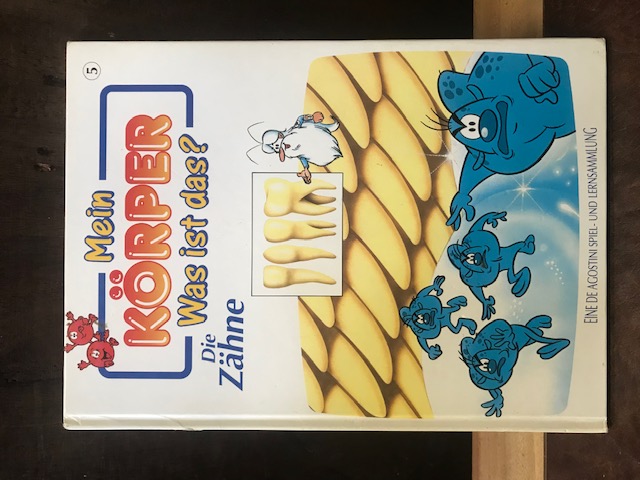 5
Mein
KÖRPER
Was ist das?
Die
Zähne
EINE DE AGOSTINI SPIEL- UND LERNSAMMLUNG